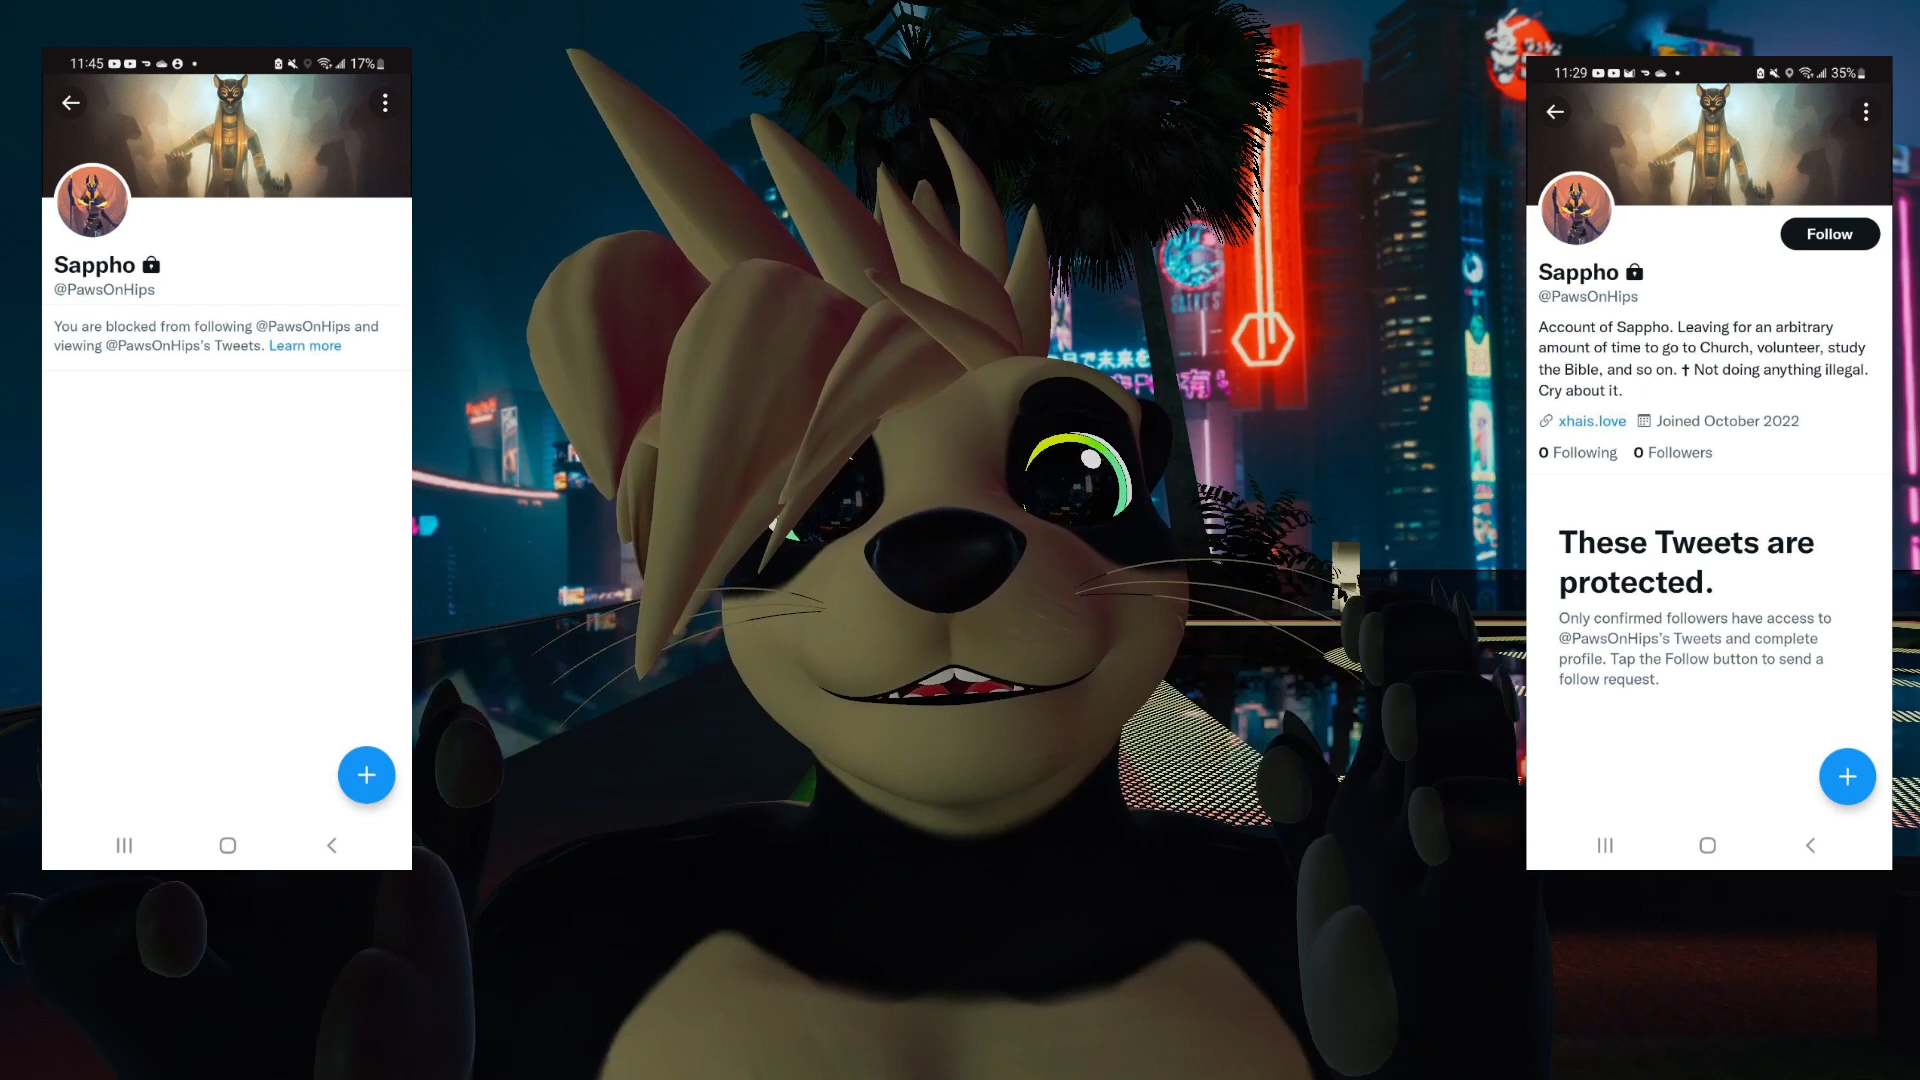 11:45
17%
Sappho
@PawsOnHips
You are blocked from following @PawsOnHips and
viewing @PawsOnHips's Tweets. Learn more
11:29
35%
Follow
Sappho
@PawsOnHips
Account of Sappho. Leaving for an arbitrary
amount of time to go to Church, volunteer, study
the Bible, and so on. ✝ Not doing anything illegal.
Cry about it.
xhais.love Joined October 2022
0 Following 0 Followers
These Tweets are
protected.
Only confirmed followers have access to
@PawsOnHips's Tweets and complete
profile. Tap the Follow button to send a
follow request.